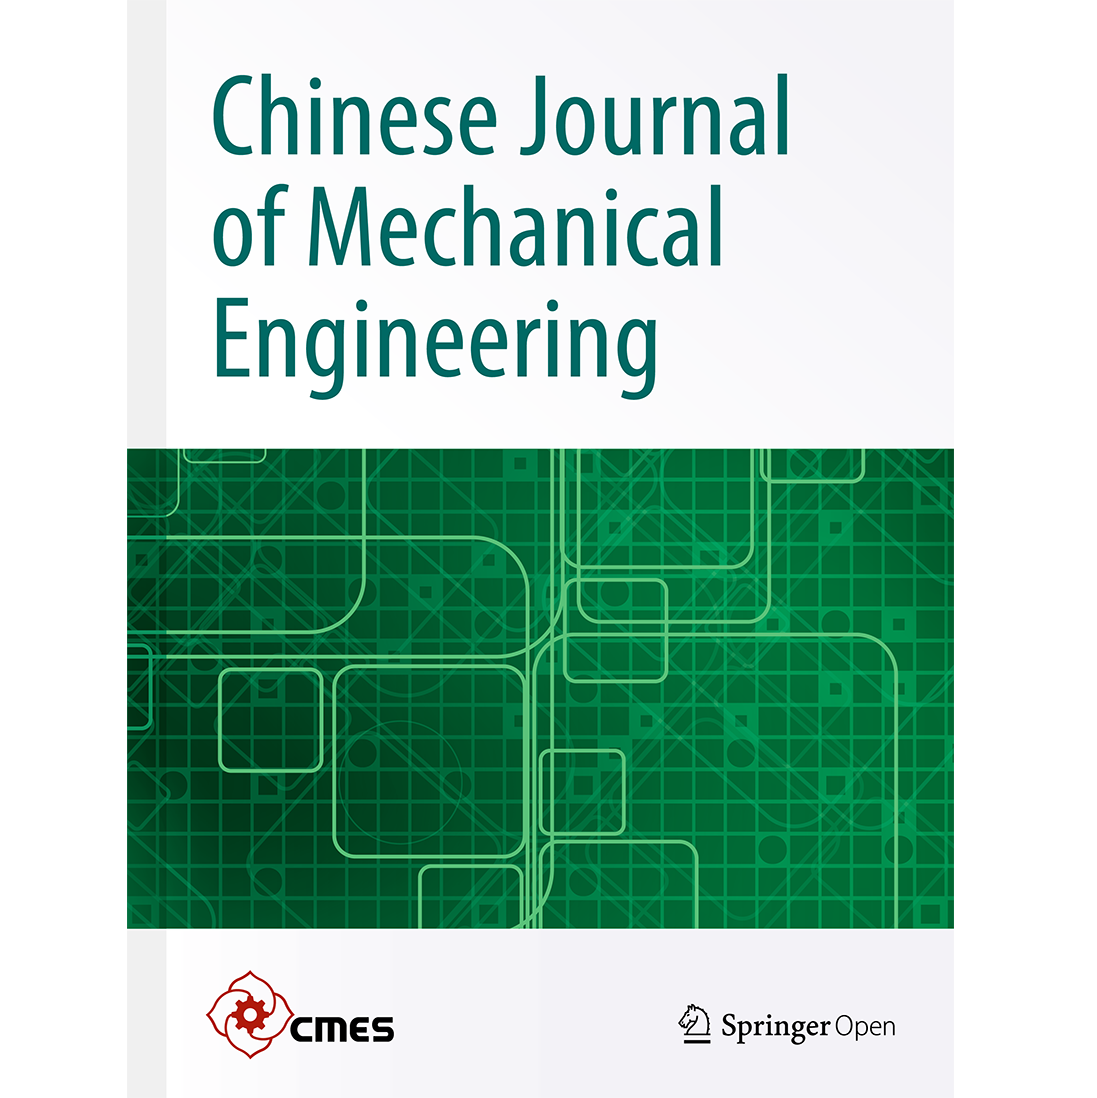 Chinese Journal
of Mechanical
Engineering
CMES
Springer Open